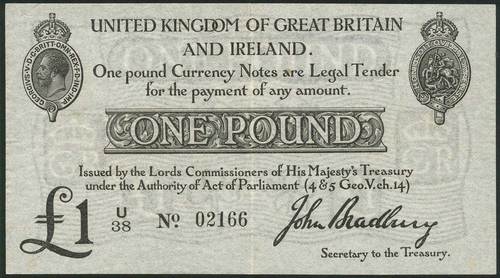 UNITED KINGDOM OF GREAT BRITAIN
AND IRELAND.
One pound Currency Notes are Legal Tender
for the payment of any amount.
ONE POUND
Issued by the Lords Commissioners of His Majesty's Treasury
under the Authority of Act of Parliament (4 & 5 Geo. V. ch. 14)
£1 U/38 No. 02166 John Bradbury
Secretary to the Treasury.